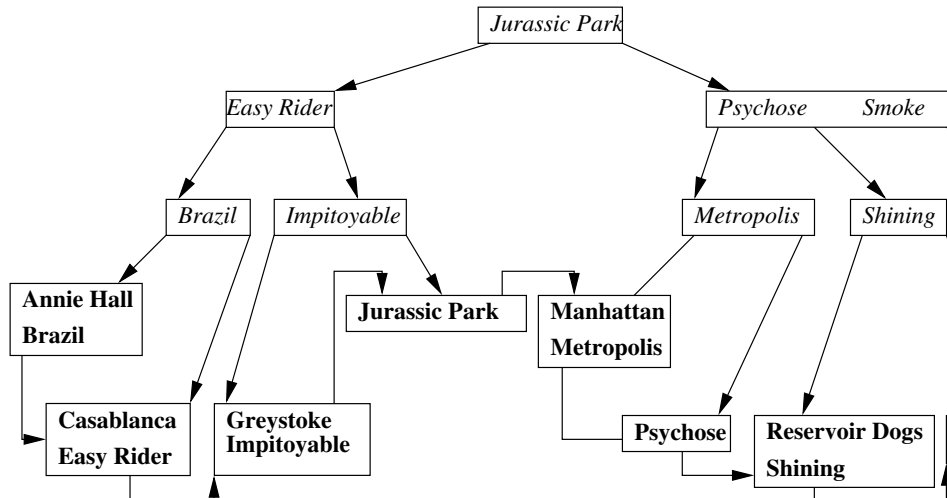 Jurassic Park
Easy Rider
Psychose Smoke
Brazil
Impitoyable
Metropolis
Shining
Annie Hall
Brazil
Jurassic Park
Manhattan
Metropolis
Casablanca
Easy Rider
Greystoke
Impitoyable
Psychose
Reservoir Dogs
Shining